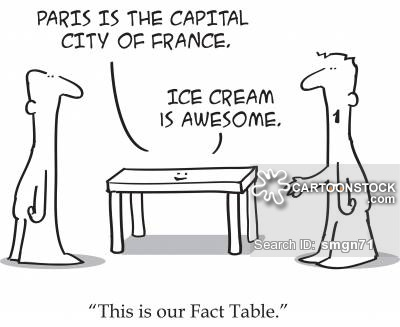 PARIS IS THE CAPITAL
CITY OF FRANCE.
ICE CREAM
IS AWESOME.
CARTOONSTOCK
.com
Search ID: smgn71
"This is our Fact Table."